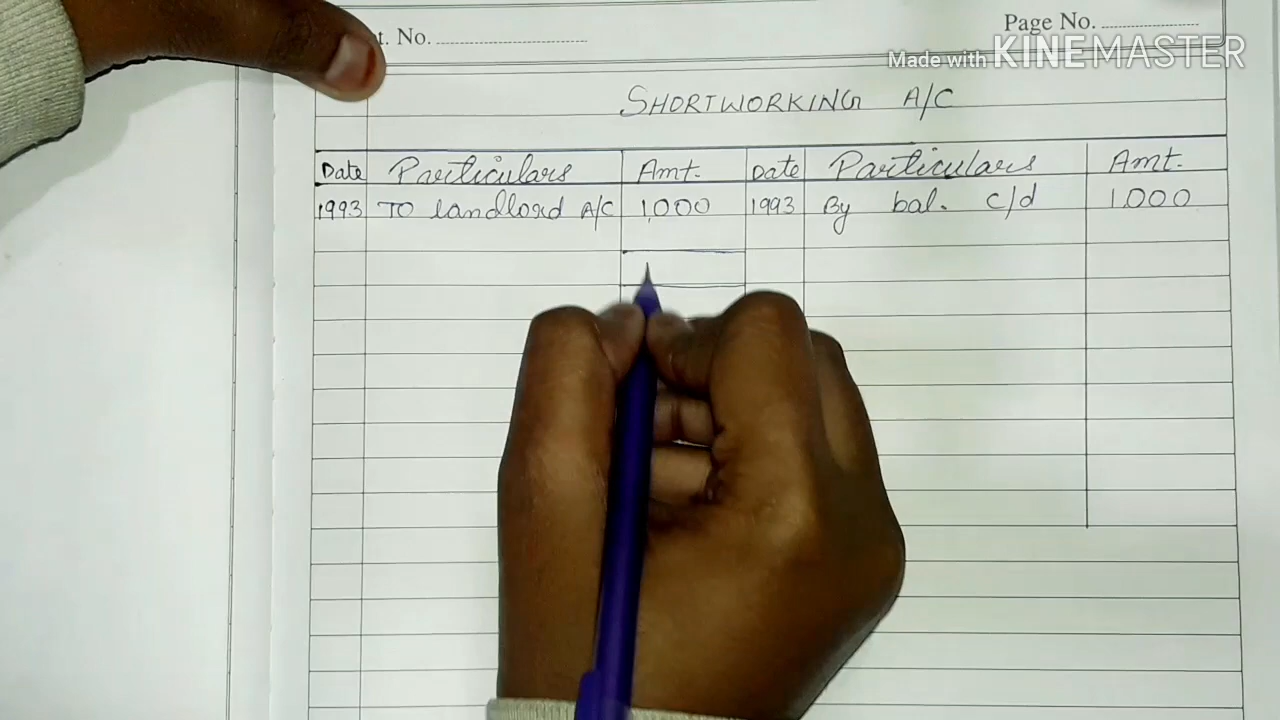 t. No.
Page No.
Made with KINEMASTER
SHORTWORKING A/C
Date Particulars Amt. Date Particulars Amt.
1993 To landlord A/C 1,000 1993 By bal. c/d 1,000